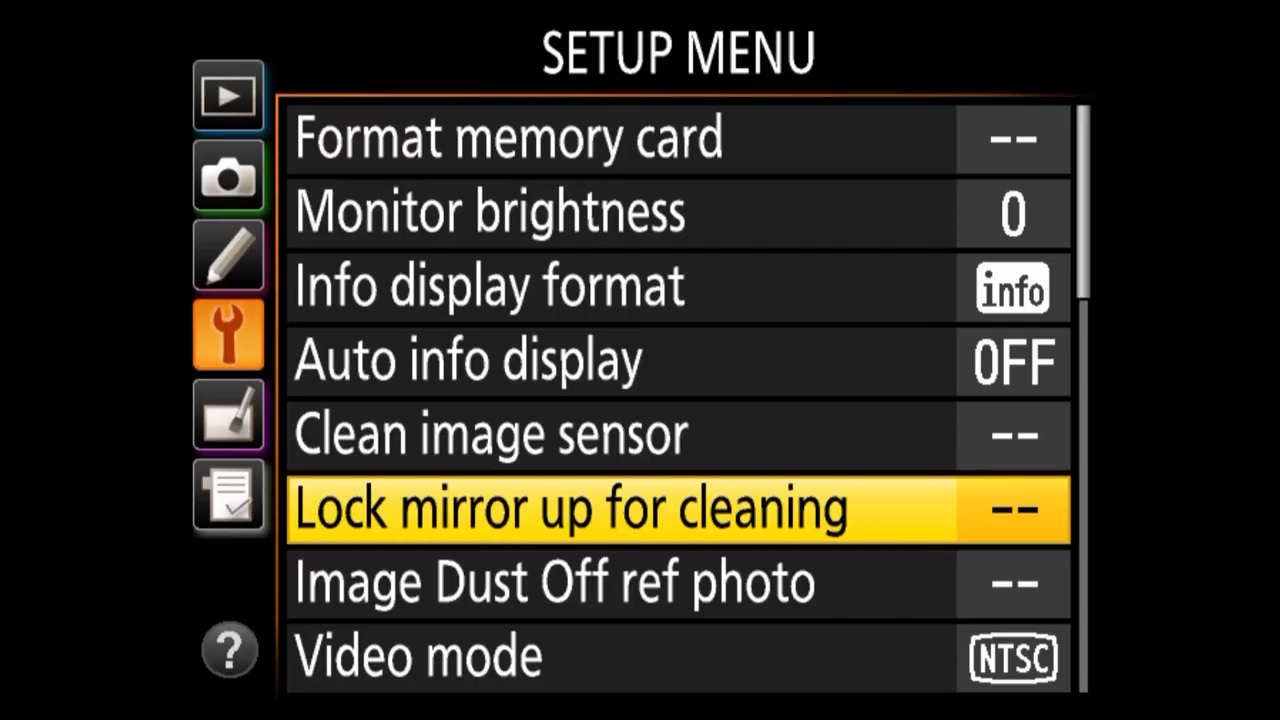 SETUP MENU
Format memory card --
Monitor brightness 0
Info display format info
Auto info display OFF
Clean image sensor --
Lock mirror up for cleaning --
Image Dust Off ref photo --
Video mode NTSC
?